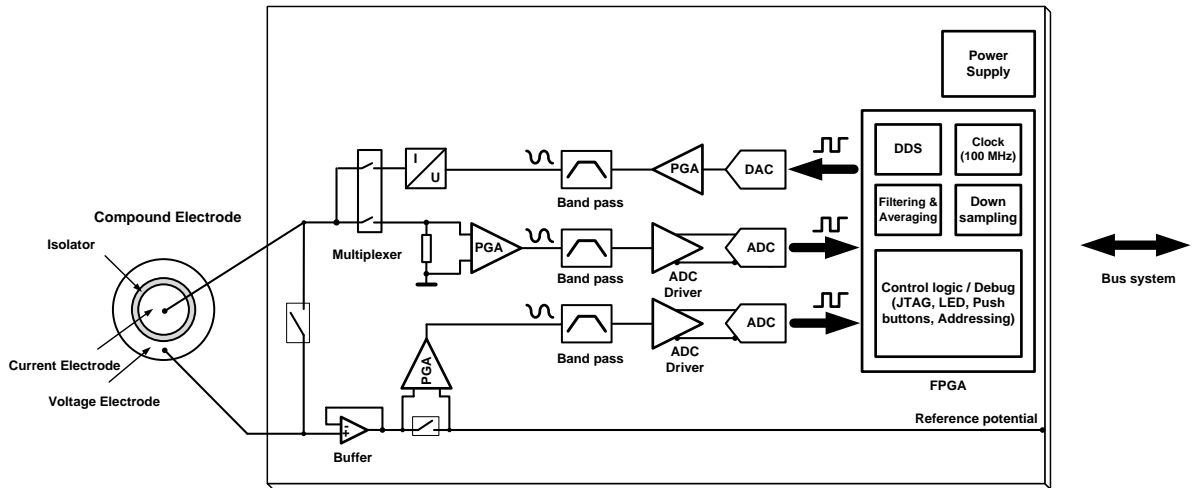 Power
Supply
DDS
Clock
(100 MHz)
Filtering &
Averaging
Down
sampling
Control logic / Debug
(JTAG, LED, Push
buttons, Addressing)
FPGA
I
U
Band pass
PGA
DAC
Compound Electrode
Isolator
Current Electrode
Voltage Electrode
Multiplexer
PGA
Band pass
ADC
Driver
ADC
PGA
Band pass
ADC
Driver
ADC
-
+
Buffer
Reference potential
Bus system